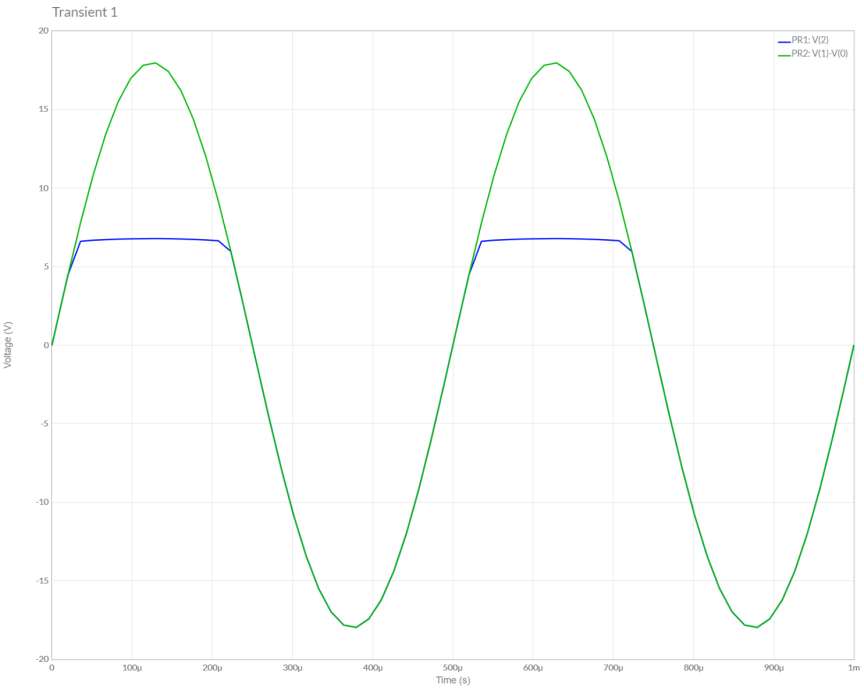 Transient 1
PR1: V(2)
PR2: V(1)-V(0)
20
15
10
5
0
-5
-10
-15
-20
Voltage (V)
0 100µ 200µ 300µ 400µ 500µ 600µ 700µ 800µ 900µ 1m
Time (s)